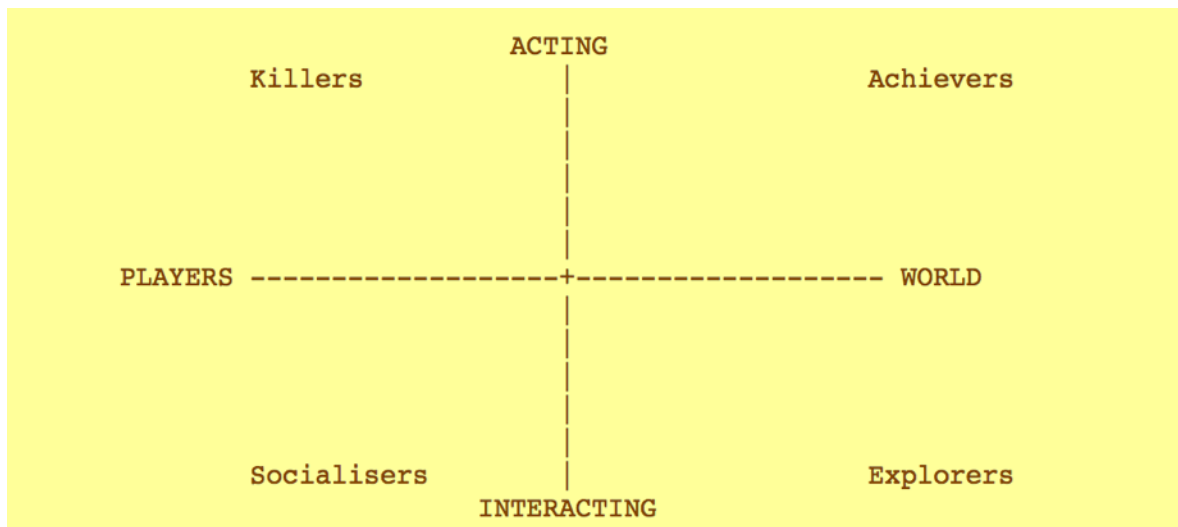 ACTING
Killers Achievers
PLAYERS -------------------+------------------- WORLD
Socialisers Explorers
INTERACTING